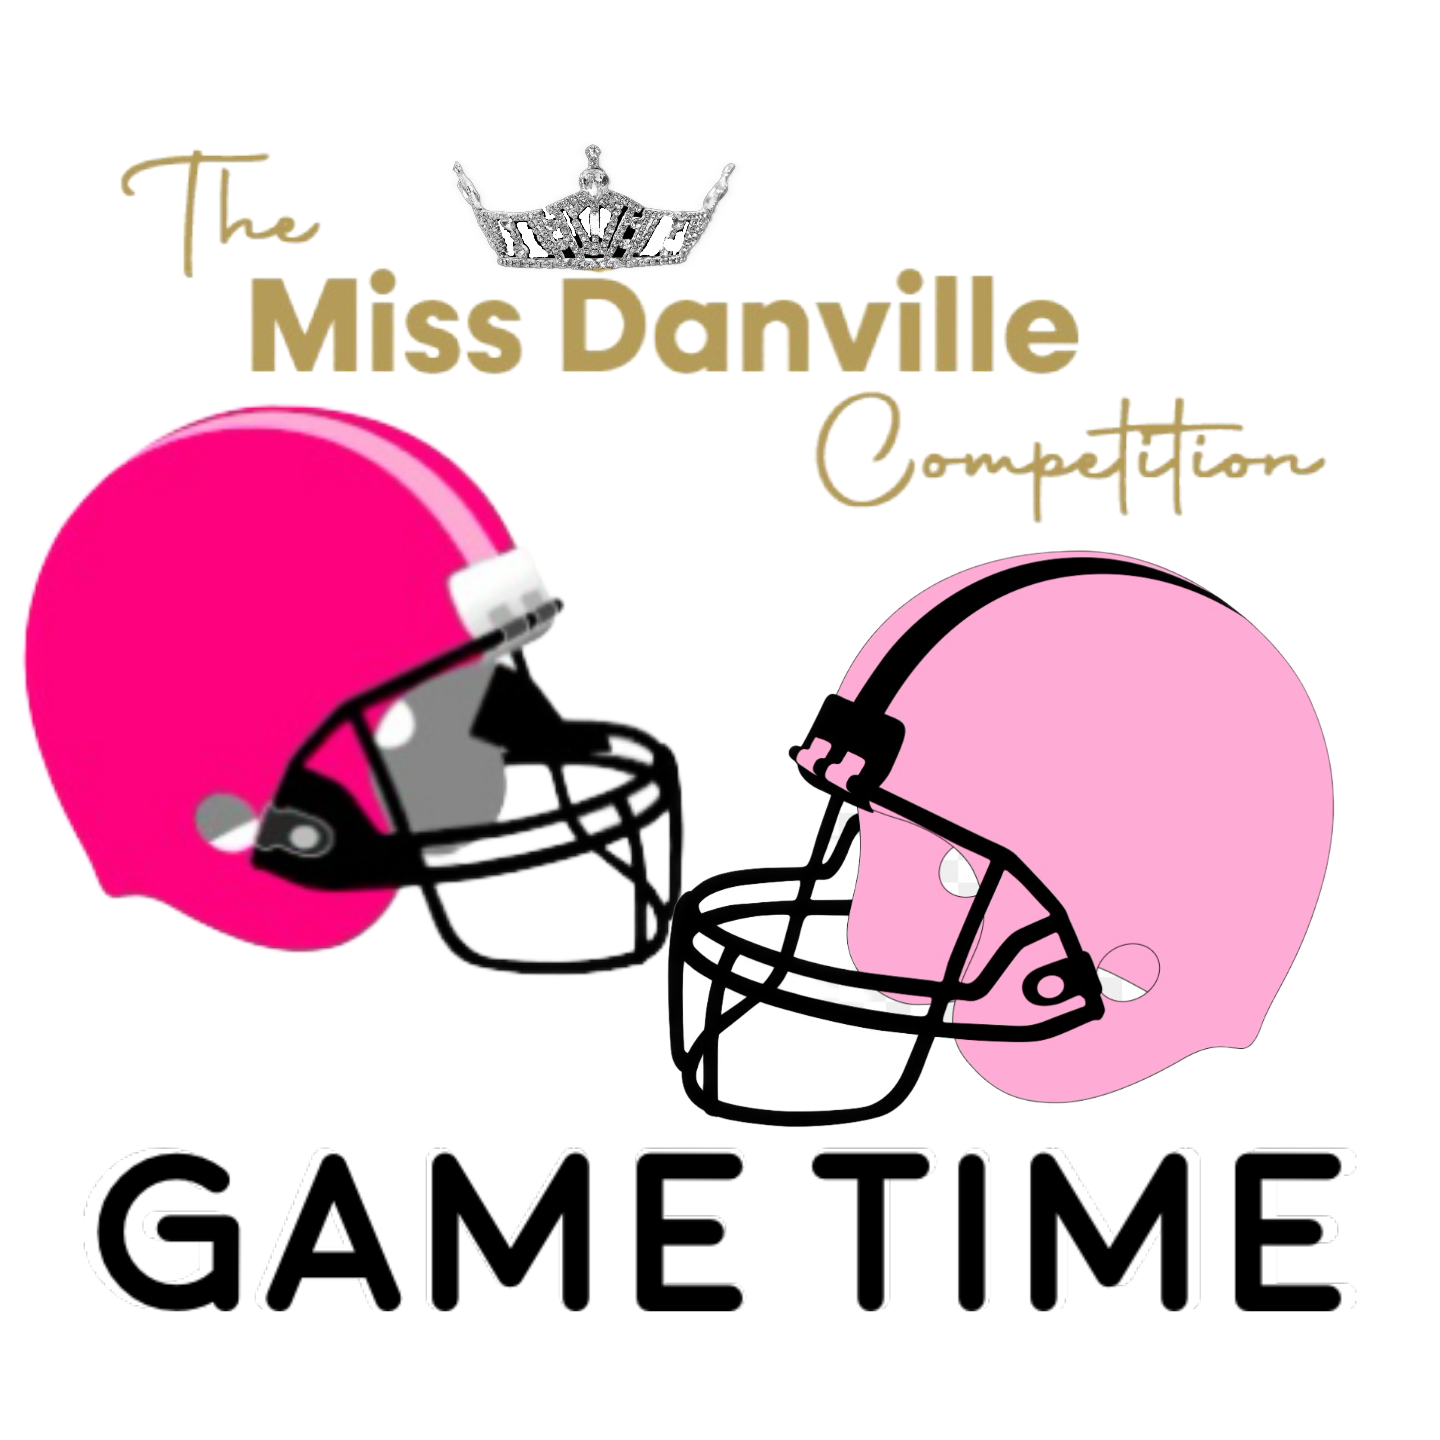 The
Miss Danville
Competition
GAME TIME